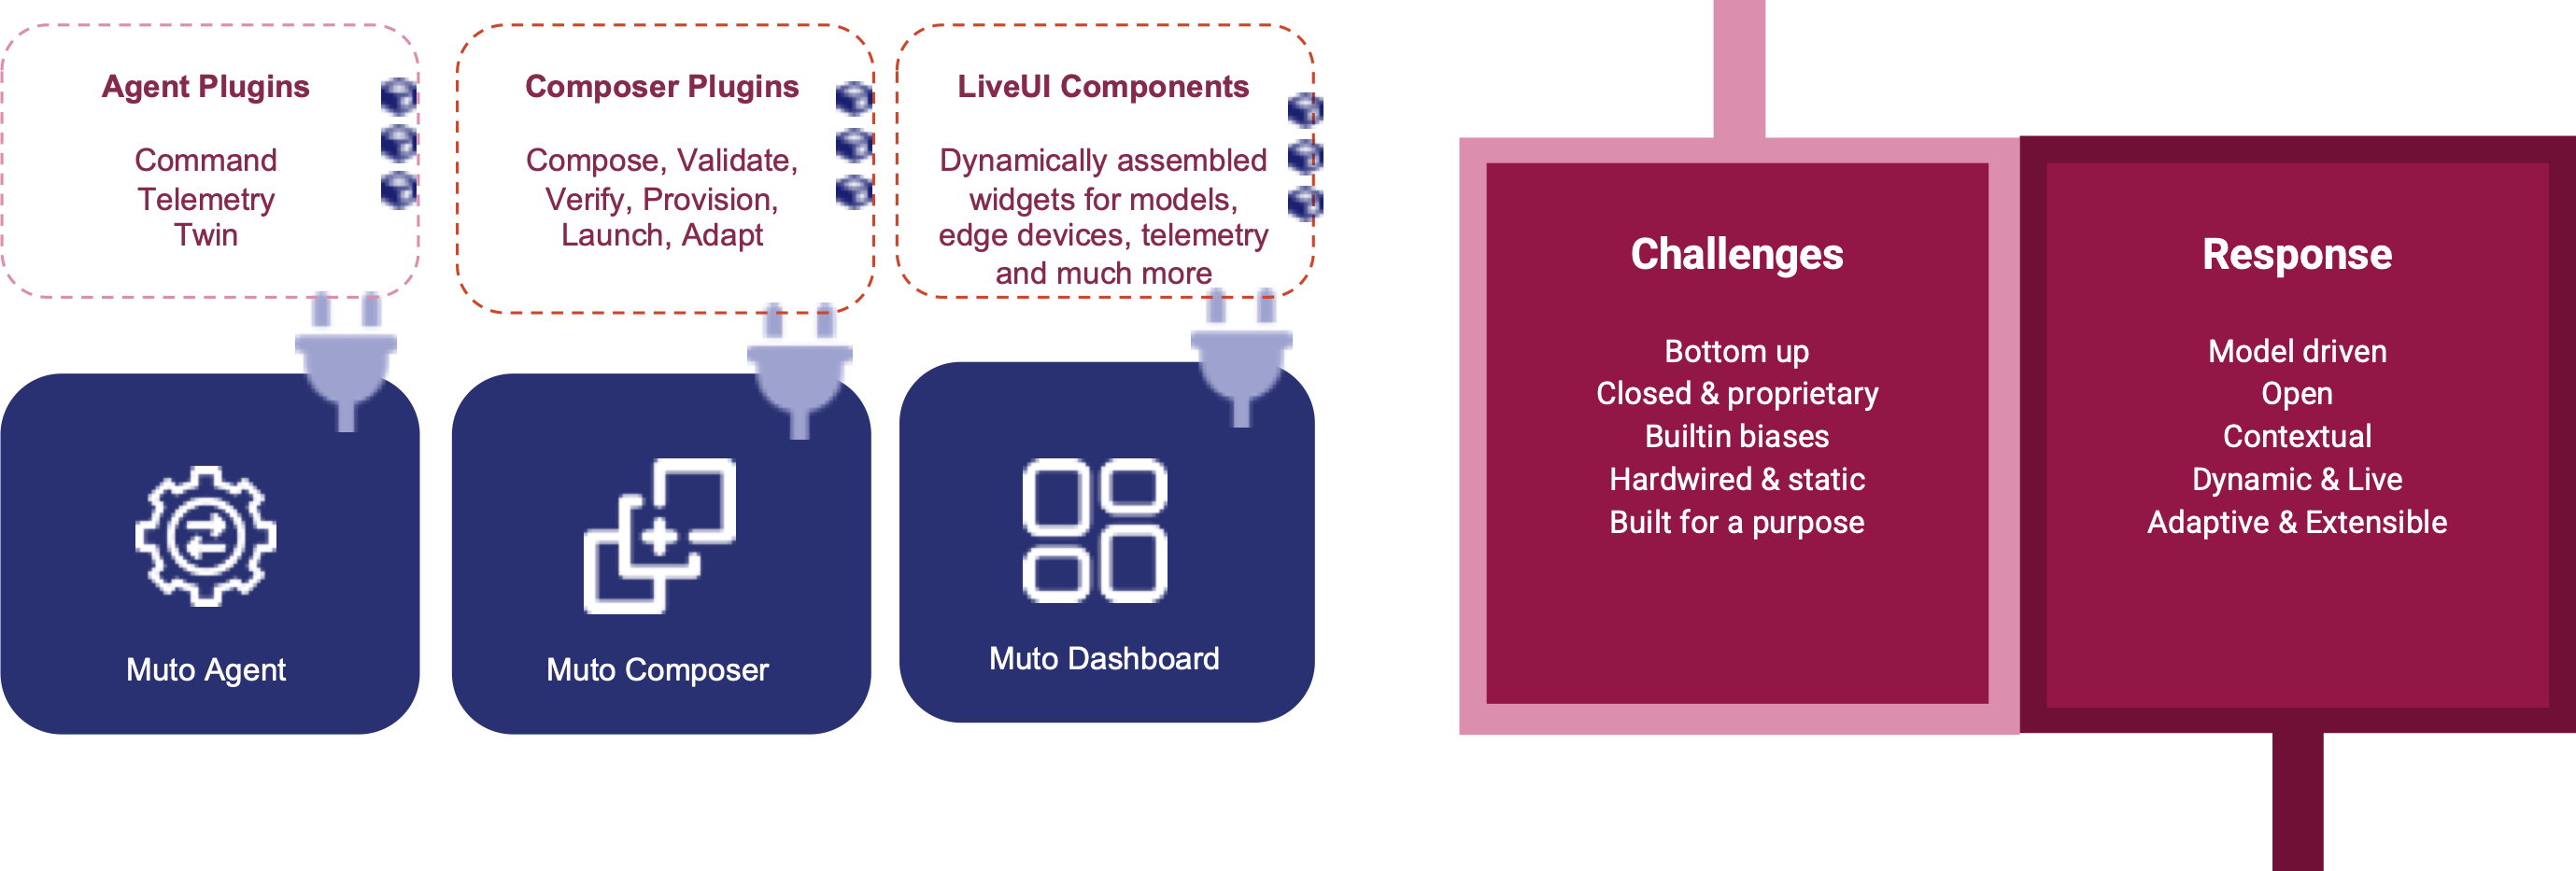 Agent Plugins
Command
Telemetry
Twin
Muto Agent
Composer Plugins
Compose, Validate,
Verify, Provision,
Launch, Adapt
Muto Composer
LiveUI Components
Dynamically assembled
widgets for models,
edge devices, telemetry
and much more
Muto Dashboard
Challenges
Bottom up
Closed & proprietary
Builtin biases
Hardwired & static
Built for a purpose
Response
Model driven
Open
Contextual
Dynamic & Live
Adaptive & Extensible